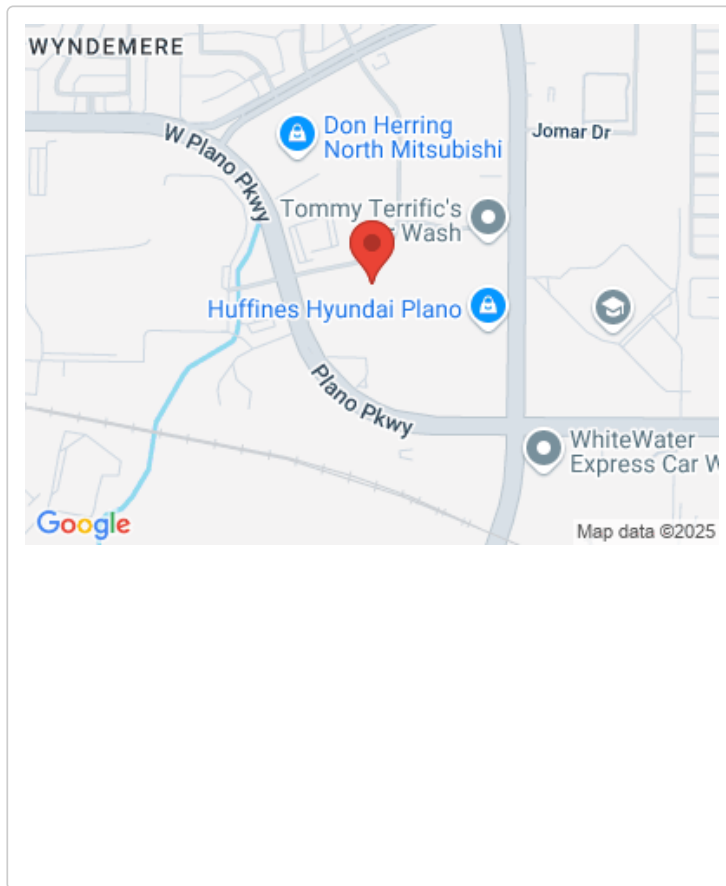 WYNDEMERE
W Plano Pkwy
Don Herring
North Mitsubishi
Jomar Dr
Tommy Terrific's
Wash
Huffines Hyundai Plano
Plano Pkwy
WhiteWater
Express Car W
Google
Map data ©2025